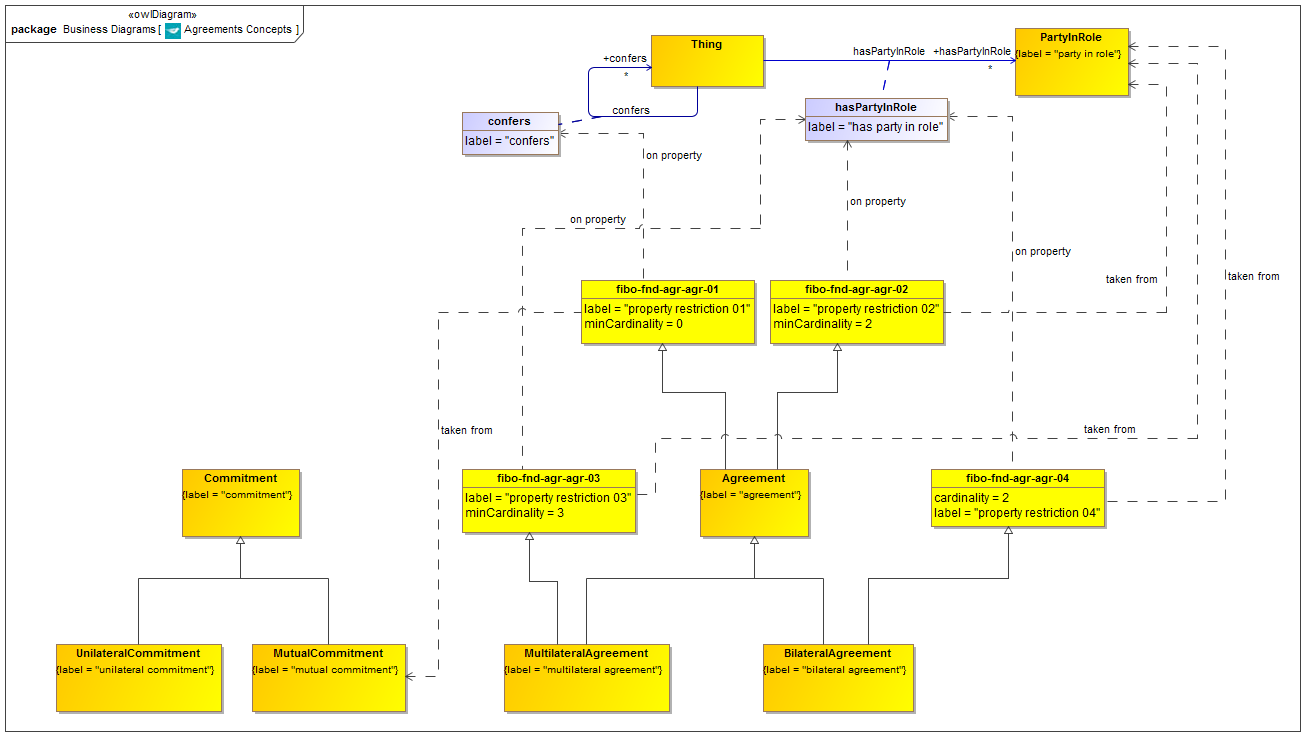 «owlDiagram»
package Business Diagrams [ Agreements Concepts ]
Thing
+confers
*
confers
hasPartyInRole
+hasPartyInRole
*
PartyInRole
{label = "party in role"}
confers
label = "confers"
hasPartyInRole
label = "has party in role"
on property
on property
on property
on property
taken from
taken from
fibo-fnd-agr-agr-01
label = "property restriction 01"
minCardinality = 0
fibo-fnd-agr-agr-02
label = "property restriction 02"
minCardinality = 2
taken from
taken from
Commitment
{label = "commitment"}
fibo-fnd-agr-agr-03
label = "property restriction 03"
minCardinality = 3
Agreement
{label = "agreement"}
fibo-fnd-agr-agr-04
cardinality = 2
label = "property restriction 04"
UnilateralCommitment
{label = "unilateral commitment"}
MutualCommitment
{label = "mutual commitment"}
MultilateralAgreement
{label = "multilateral agreement"}
BilateralAgreement
{label = "bilateral agreement"}